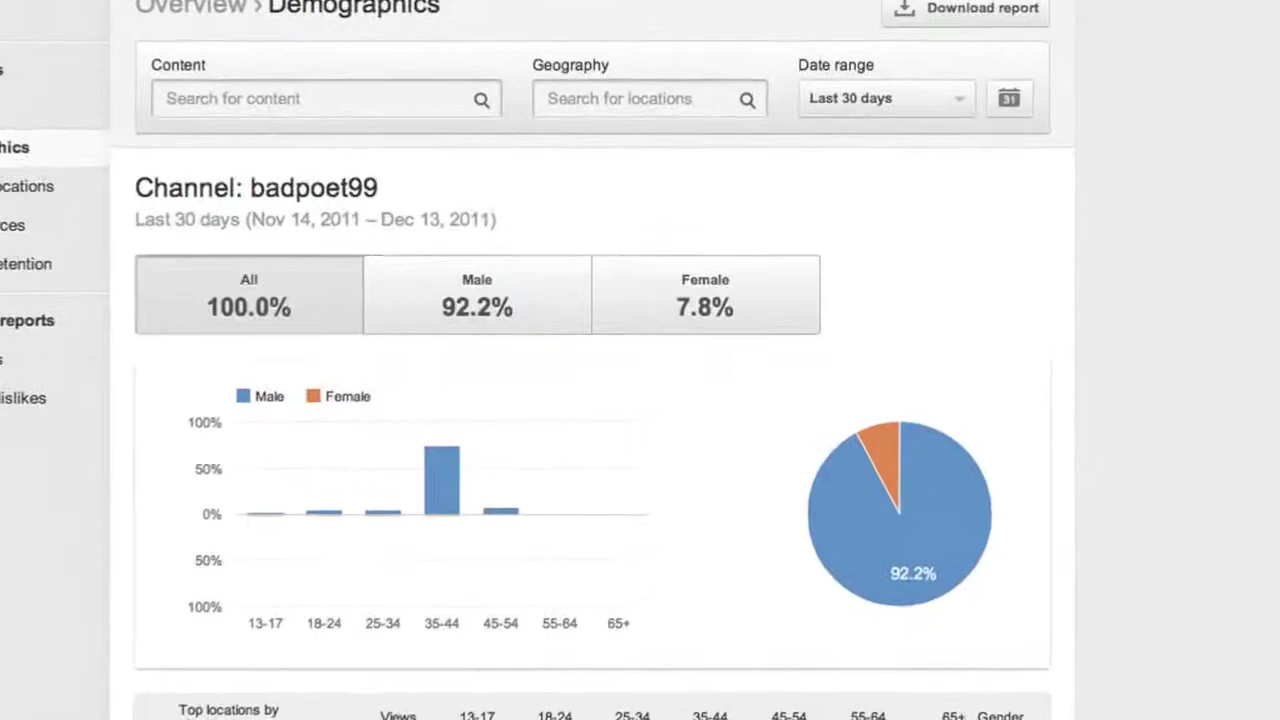 Overview › Demographics
Download report
Content
Geography
Date range
Search for content
Search for locations
Last 30 days
31
hics
ocations
ces
etention
reports
s
islikes
Channel: badpoet99
Last 30 days (Nov 14, 2011 – Dec 13, 2011)
All
Male
Female
100.0%
92.2%
7.8%
Male
Female
100%
50%
0%
50%
100%
13-17 18-24 25-34 35-44 45-54 55-64 65+
92.2%
Top locations by
Views 13-17 18-24 25-34 35-44 45-54 55-64 65+ Gender